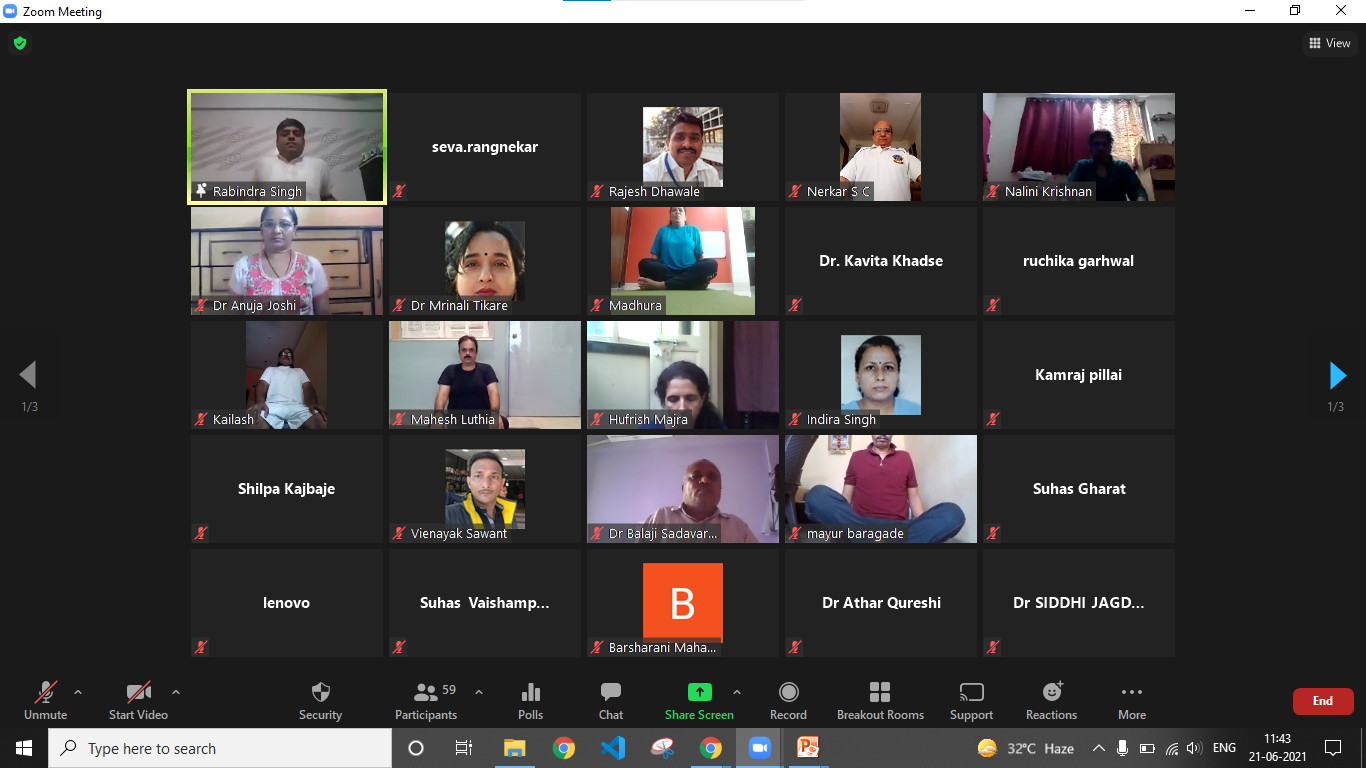 Zoom Meeting
View
Rabindra Singh
seva.rangnekar
Rajesh Dhawale
Nerkar S C
Nalini Krishnan
Dr Anuja Joshi
Dr Mrinali Tikare
Madhura
Dr. Kavita Khadse
ruchika garhwal
Kailash
Mahesh Luthia
Hufrish Majra
Indira Singh
Kamraj pillai
1/3
1/3
Shilpa Kajbaje
Vienayak Sawant
Dr Balaji Sadavar...
mayur baragade
Suhas Gharat
lenovo
Suhas Vaishamp...
B
Barsharani Maha...
Dr Athar Qureshi
Dr SIDDHI JAGD...
59
Unmute
Start Video
Security
Participants
Polls
Chat
Share Screen
Record
Breakout Rooms
Support
Reactions
More
End
Type here to search
32°C Haze
ENG
11:43
21-06-2021